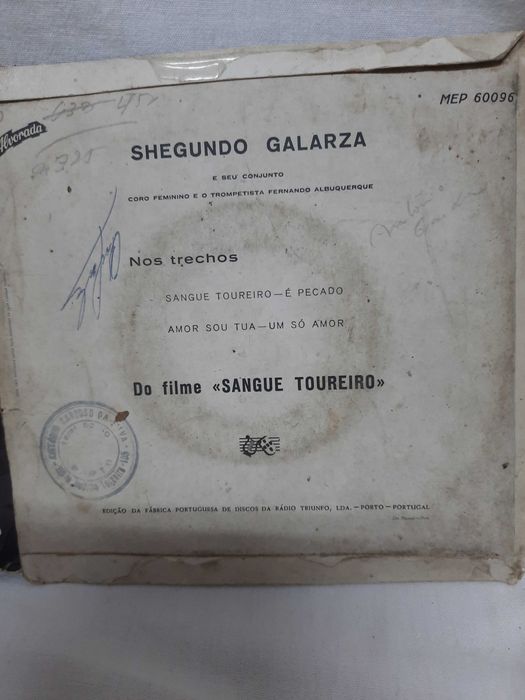 Alvorada
MEP 60096
SHEGUNDO GALARZA
E SEU CONJUNTO
CORO FEMININO E O TROMPETISTA FERNANDO ALBUQUERQUE
Nos trechos
SANGUE TOUREIRO — É PECADO
AMOR SOU TUA — UM SÓ AMOR
Do filme «SANGUE TOUREIRO»
EDIÇÃO DA FÁBRICA PORTUGUESA DE DISCOS DA RÁDIO TRIUNFO, LDA. — PORTO — PORTUGAL